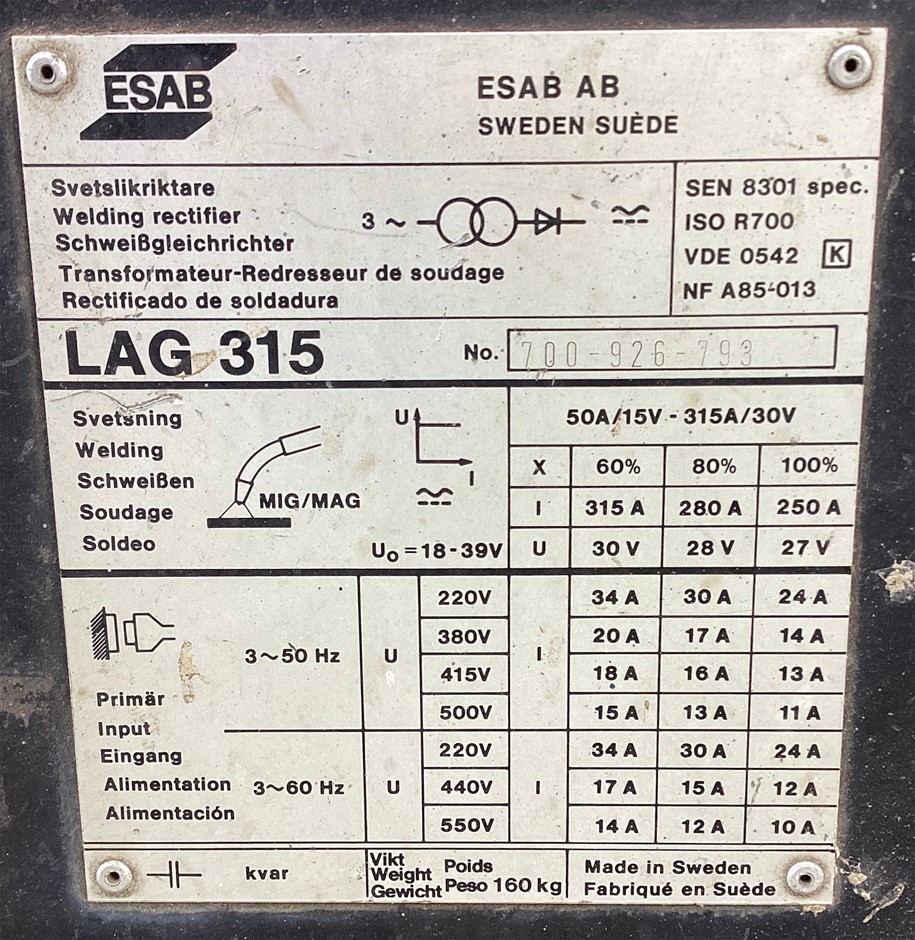 ESAB
ESAB AB
SWEDEN SUÈDE
Svetslikriktare
Welding rectifier
Schweißgleichrichter
Transformateur-Redresseur de soudage
Rectificado de soldadura
3 ~
SEN 8301 spec.
ISO R700
VDE 0542 K
NF A85-013
LAG 315
No. 700-926-793
Svetsning
Welding
Schweißen
Soudage
Soldeo
MIG/MAG
U
I
U₀ = 18-39V
50A/15V - 315A/30V
X 60% 80% 100%
I 315 A 280 A 250 A
U 30 V 28 V 27 V
Primär
Input
Eingang
Alimentation
Alimentación
3~50 Hz U I
220V 34 A 30 A 24 A
380V 20 A 17 A 14 A
415V 18 A 16 A 13 A
500V 15 A 13 A 11 A
3~60 Hz U I
220V 34 A 30 A 24 A
440V 17 A 15 A 12 A
550V 14 A 12 A 10 A
kvar
Vikt
Weight
Gewicht
Poids
Peso 160 kg
Made in Sweden
Fabriqué en Suède